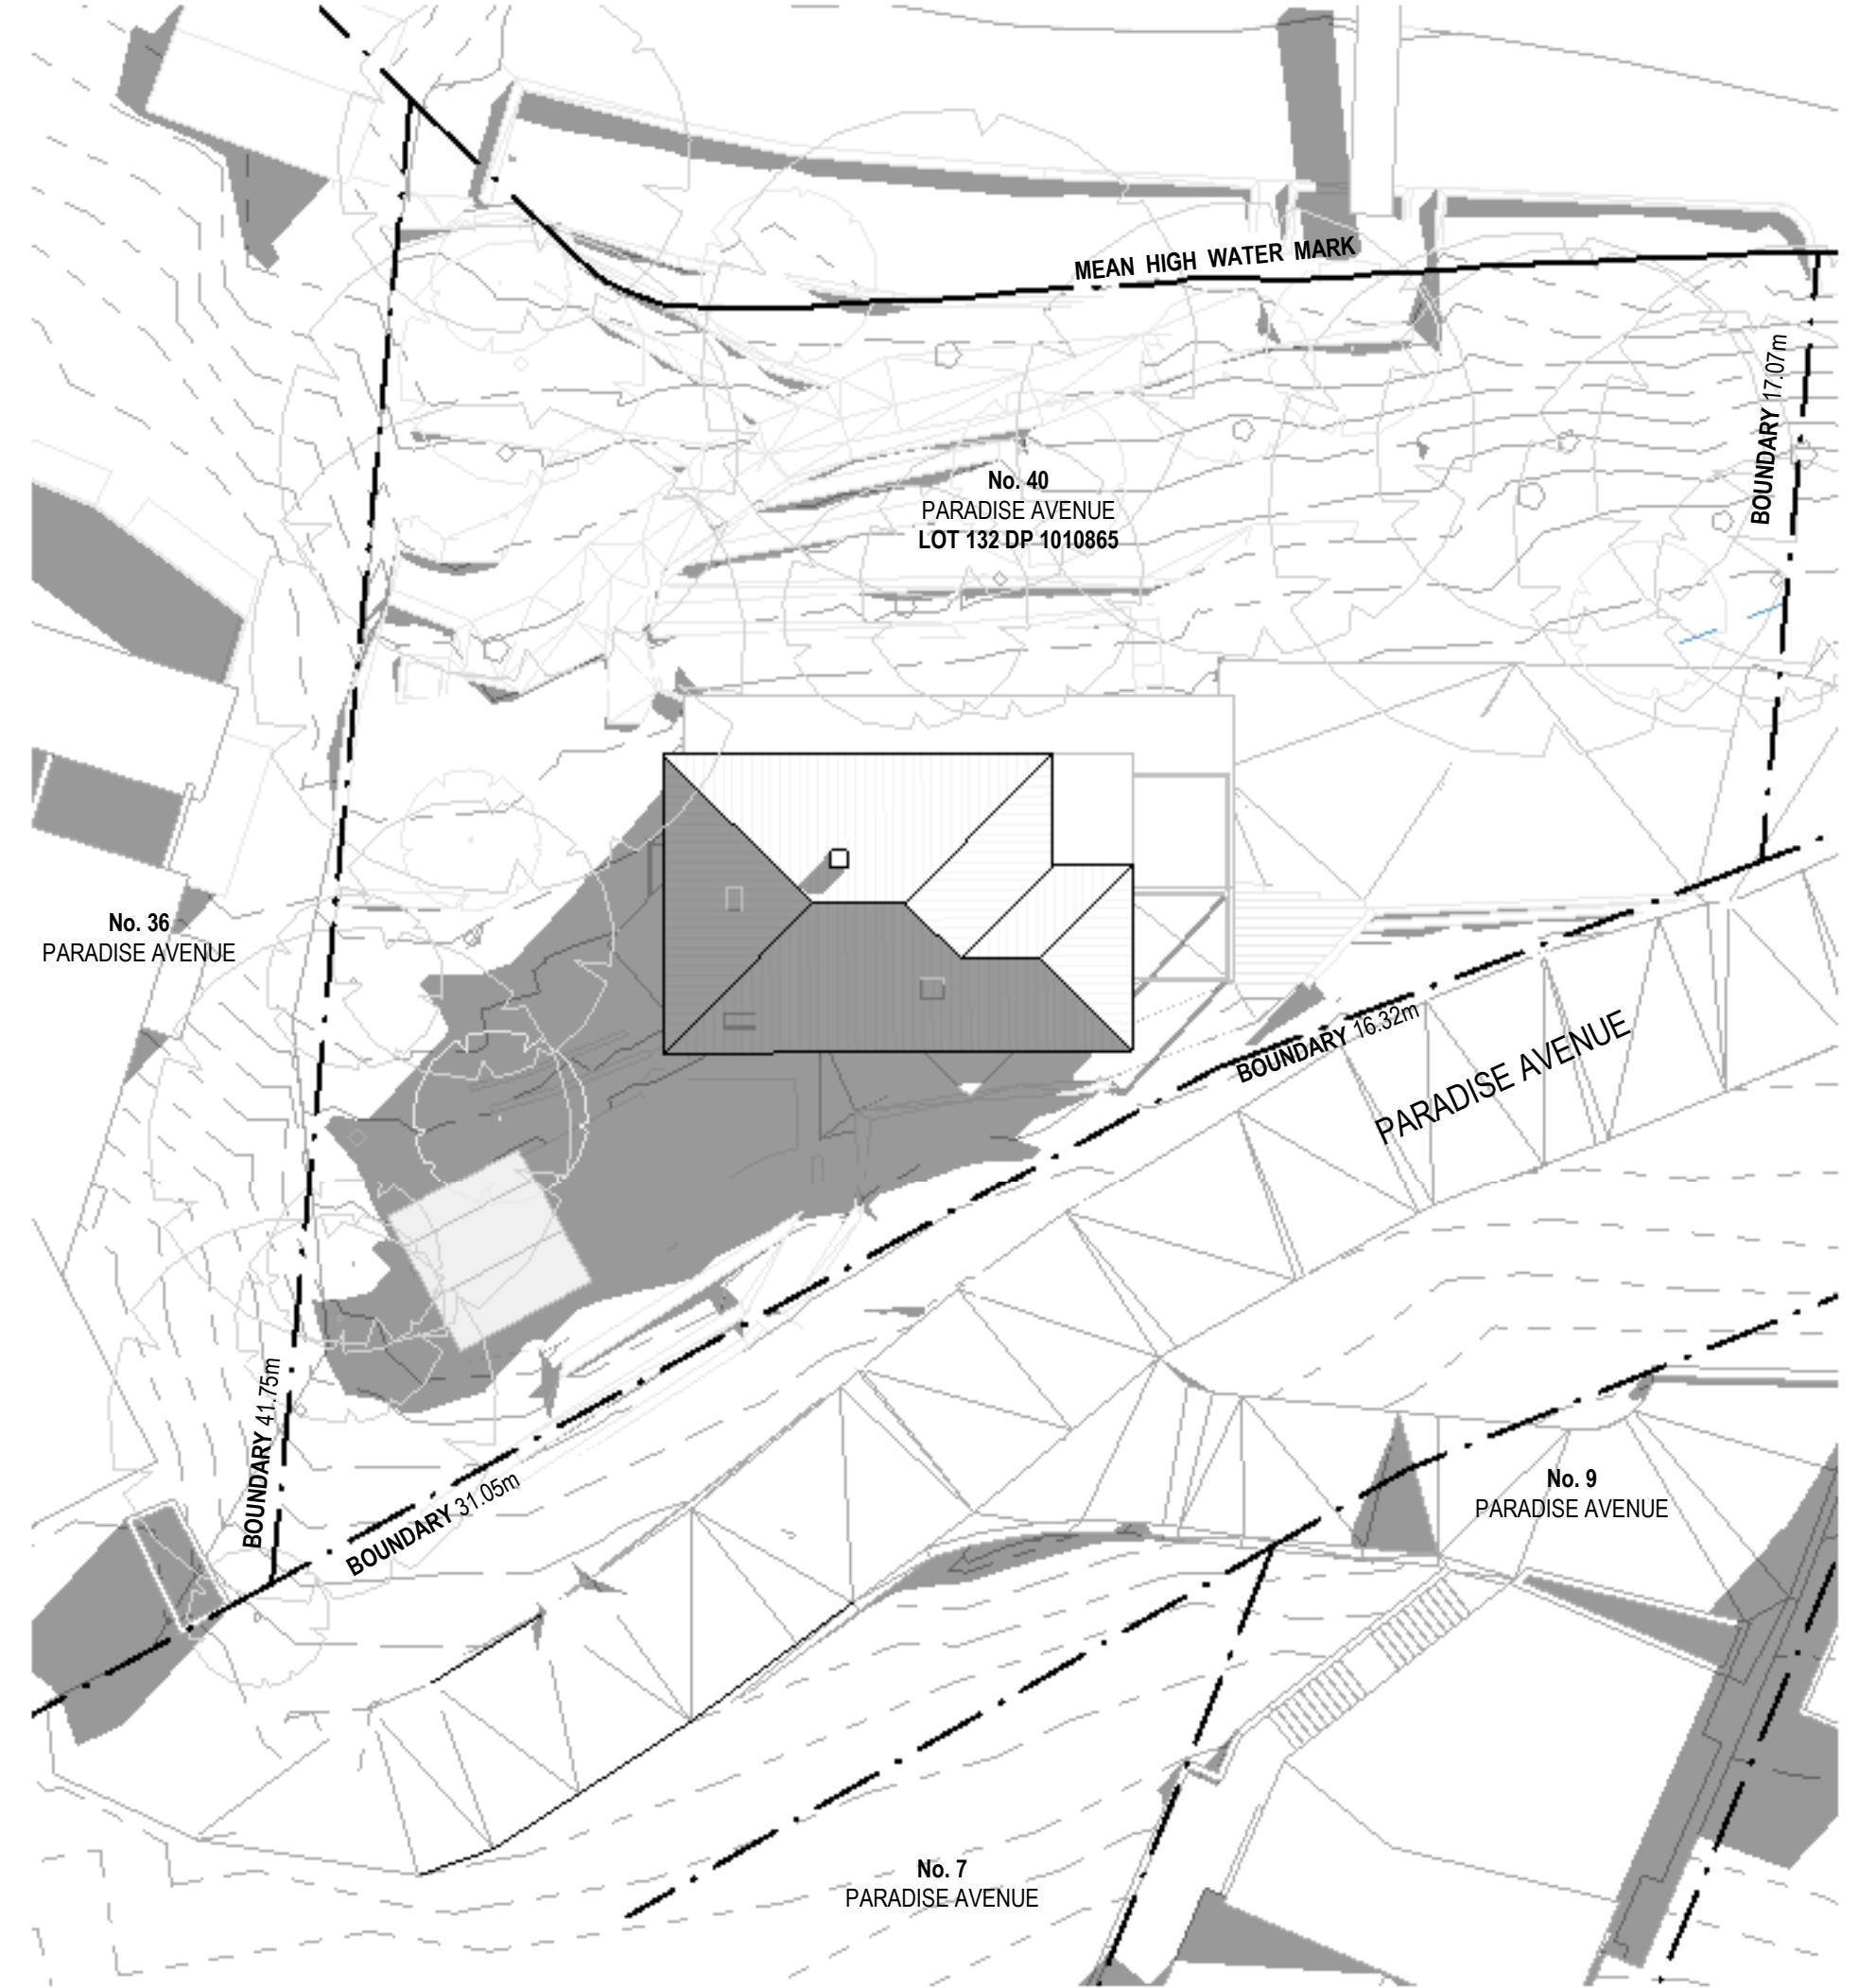 MEAN HIGH WATER MARK
BOUNDARY 17.07m
No. 40
PARADISE AVENUE
LOT 132 DP 1010865
No. 36
PARADISE AVENUE
BOUNDARY 16.32m
PARADISE AVENUE
BOUNDARY 41.75m
BOUNDARY 31.05m
No. 9
PARADISE AVENUE
No. 7
PARADISE AVENUE